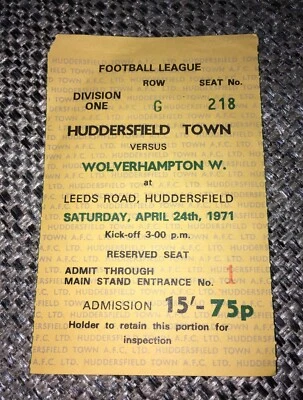 FOOTBALL LEAGUE
DIVISION ONE ROW G SEAT No. 218
HUDDERSFIELD TOWN
VERSUS
WOLVERHAMPTON W.
at
LEEDS ROAD, HUDDERSFIELD
SATURDAY, APRIL 24th, 1971
Kick-off 3-00 p.m.
RESERVED SEAT
ADMIT THROUGH
MAIN STAND ENTRANCE No. 1
ADMISSION 15'- 75p
Holder to retain this portion for
inspection